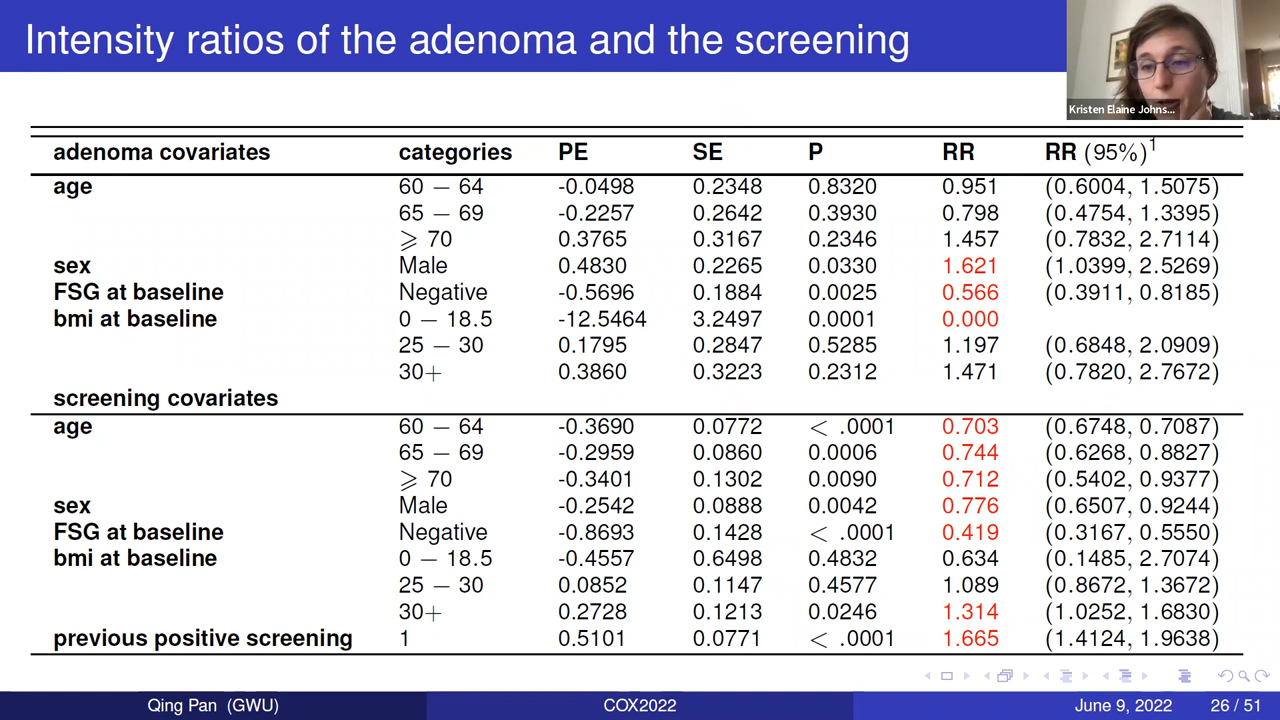 Intensity ratios of the adenoma and the screening
Kristen Elaine Johns...
adenoma covariates categories PE SE P RR RR (95%)¹
age 60 − 64 -0.0498 0.2348 0.8320 0.951 (0.6004, 1.5075)
65 − 69 -0.2257 0.2642 0.3930 0.798 (0.4754, 1.3395)
⩾ 70 0.3765 0.3167 0.2346 1.457 (0.7832, 2.7114)
sex Male 0.4830 0.2265 0.0330 1.621 (1.0399, 2.5269)
FSG at baseline Negative -0.5696 0.1884 0.0025 0.566 (0.3911, 0.8185)
bmi at baseline 0 − 18.5 -12.5464 3.2497 0.0001 0.000
25 − 30 0.1795 0.2847 0.5285 1.197 (0.6848, 2.0909)
30+ 0.3860 0.3223 0.2312 1.471 (0.7820, 2.7672)
screening covariates
age 60 − 64 -0.3690 0.0772 < .0001 0.703 (0.6748, 0.7087)
65 − 69 -0.2959 0.0860 0.0006 0.744 (0.6268, 0.8827)
⩾ 70 -0.3401 0.1302 0.0090 0.712 (0.5402, 0.9377)
sex Male -0.2542 0.0888 0.0042 0.776 (0.6507, 0.9244)
FSG at baseline Negative -0.8693 0.1428 < .0001 0.419 (0.3167, 0.5550)
bmi at baseline 0 − 18.5 -0.4557 0.6498 0.4832 0.634 (0.1485, 2.7074)
25 − 30 0.0852 0.1147 0.4577 1.089 (0.8672, 1.3672)
30+ 0.2728 0.1213 0.0246 1.314 (1.0252, 1.6830)
previous positive screening 1 0.5101 0.0771 < .0001 1.665 (1.4124, 1.9638)
Qing Pan (GWU) COX2022 June 9, 2022 26 / 51